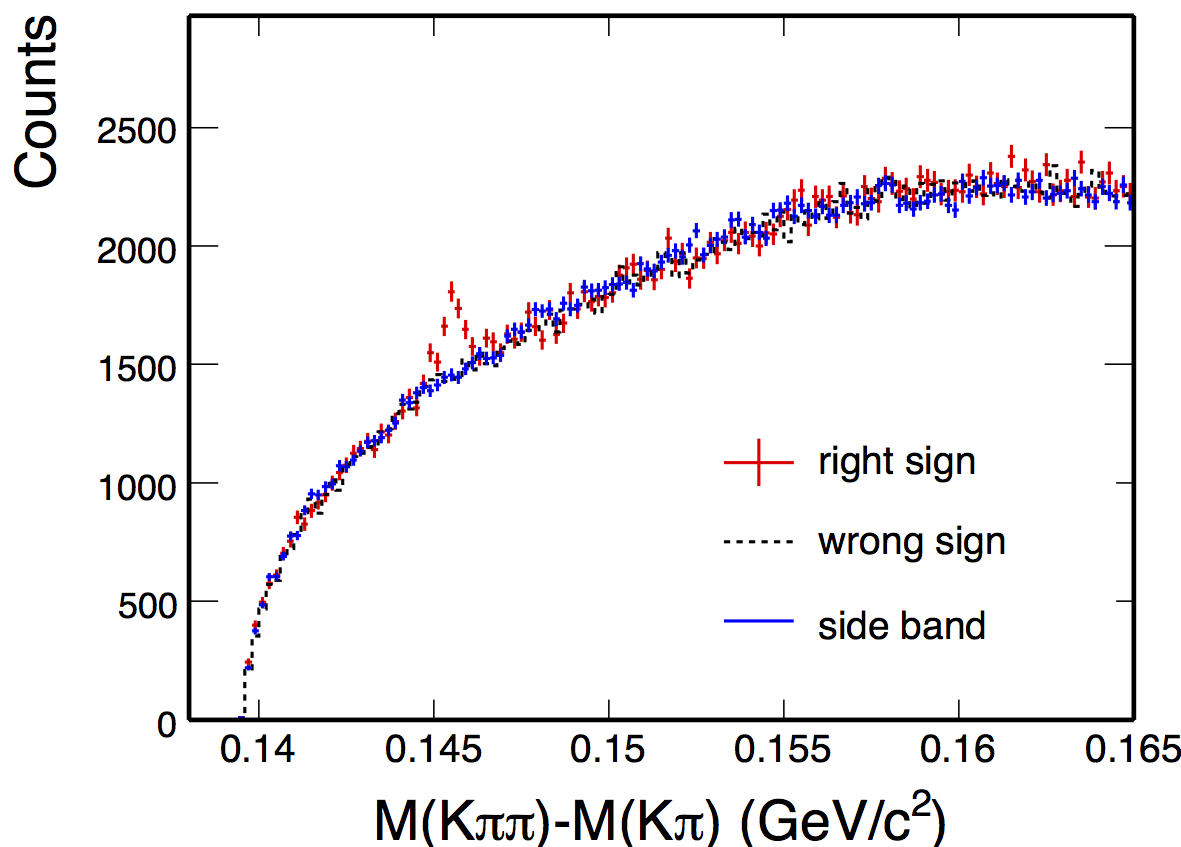 Counts
2500
2000
1500
1000
500
0
right sign
wrong sign
side band
0.14 0.145 0.15 0.155 0.16 0.165
M(Kππ)-M(Kπ) (GeV/c²)